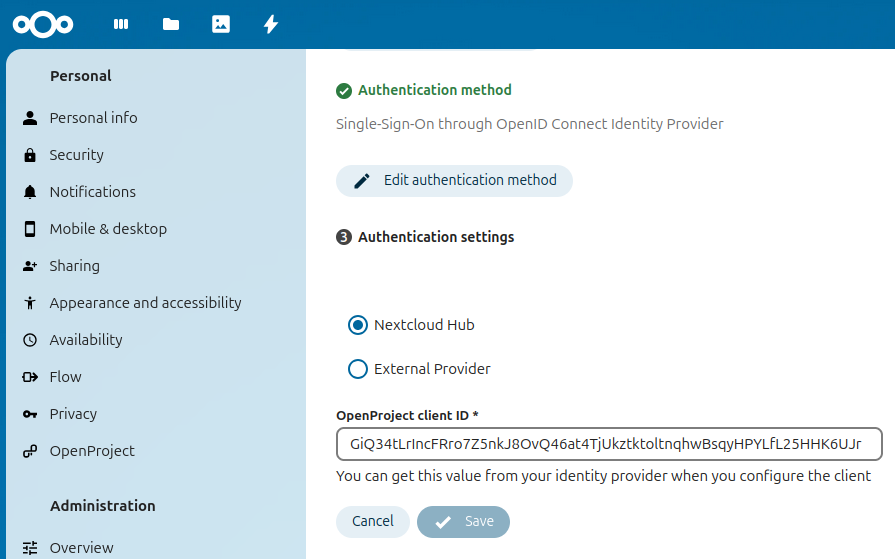 Personal
Personal info
Security
Notifications
Mobile & desktop
Sharing
Appearance and accessibility
Availability
Flow
Privacy
OpenProject
Administration
Overview
Authentication method
Single-Sign-On through OpenID Connect Identity Provider
Edit authentication method
3 Authentication settings
Nextcloud Hub
External Provider
OpenProject client ID *
GiQ34tLrIncFRro7Z5nkJ8OvQ46at4TjUkztktoltnqhwBsqyHPYLfL25HHK6UJr
You can get this value from your identity provider when you configure the client
Cancel
Save